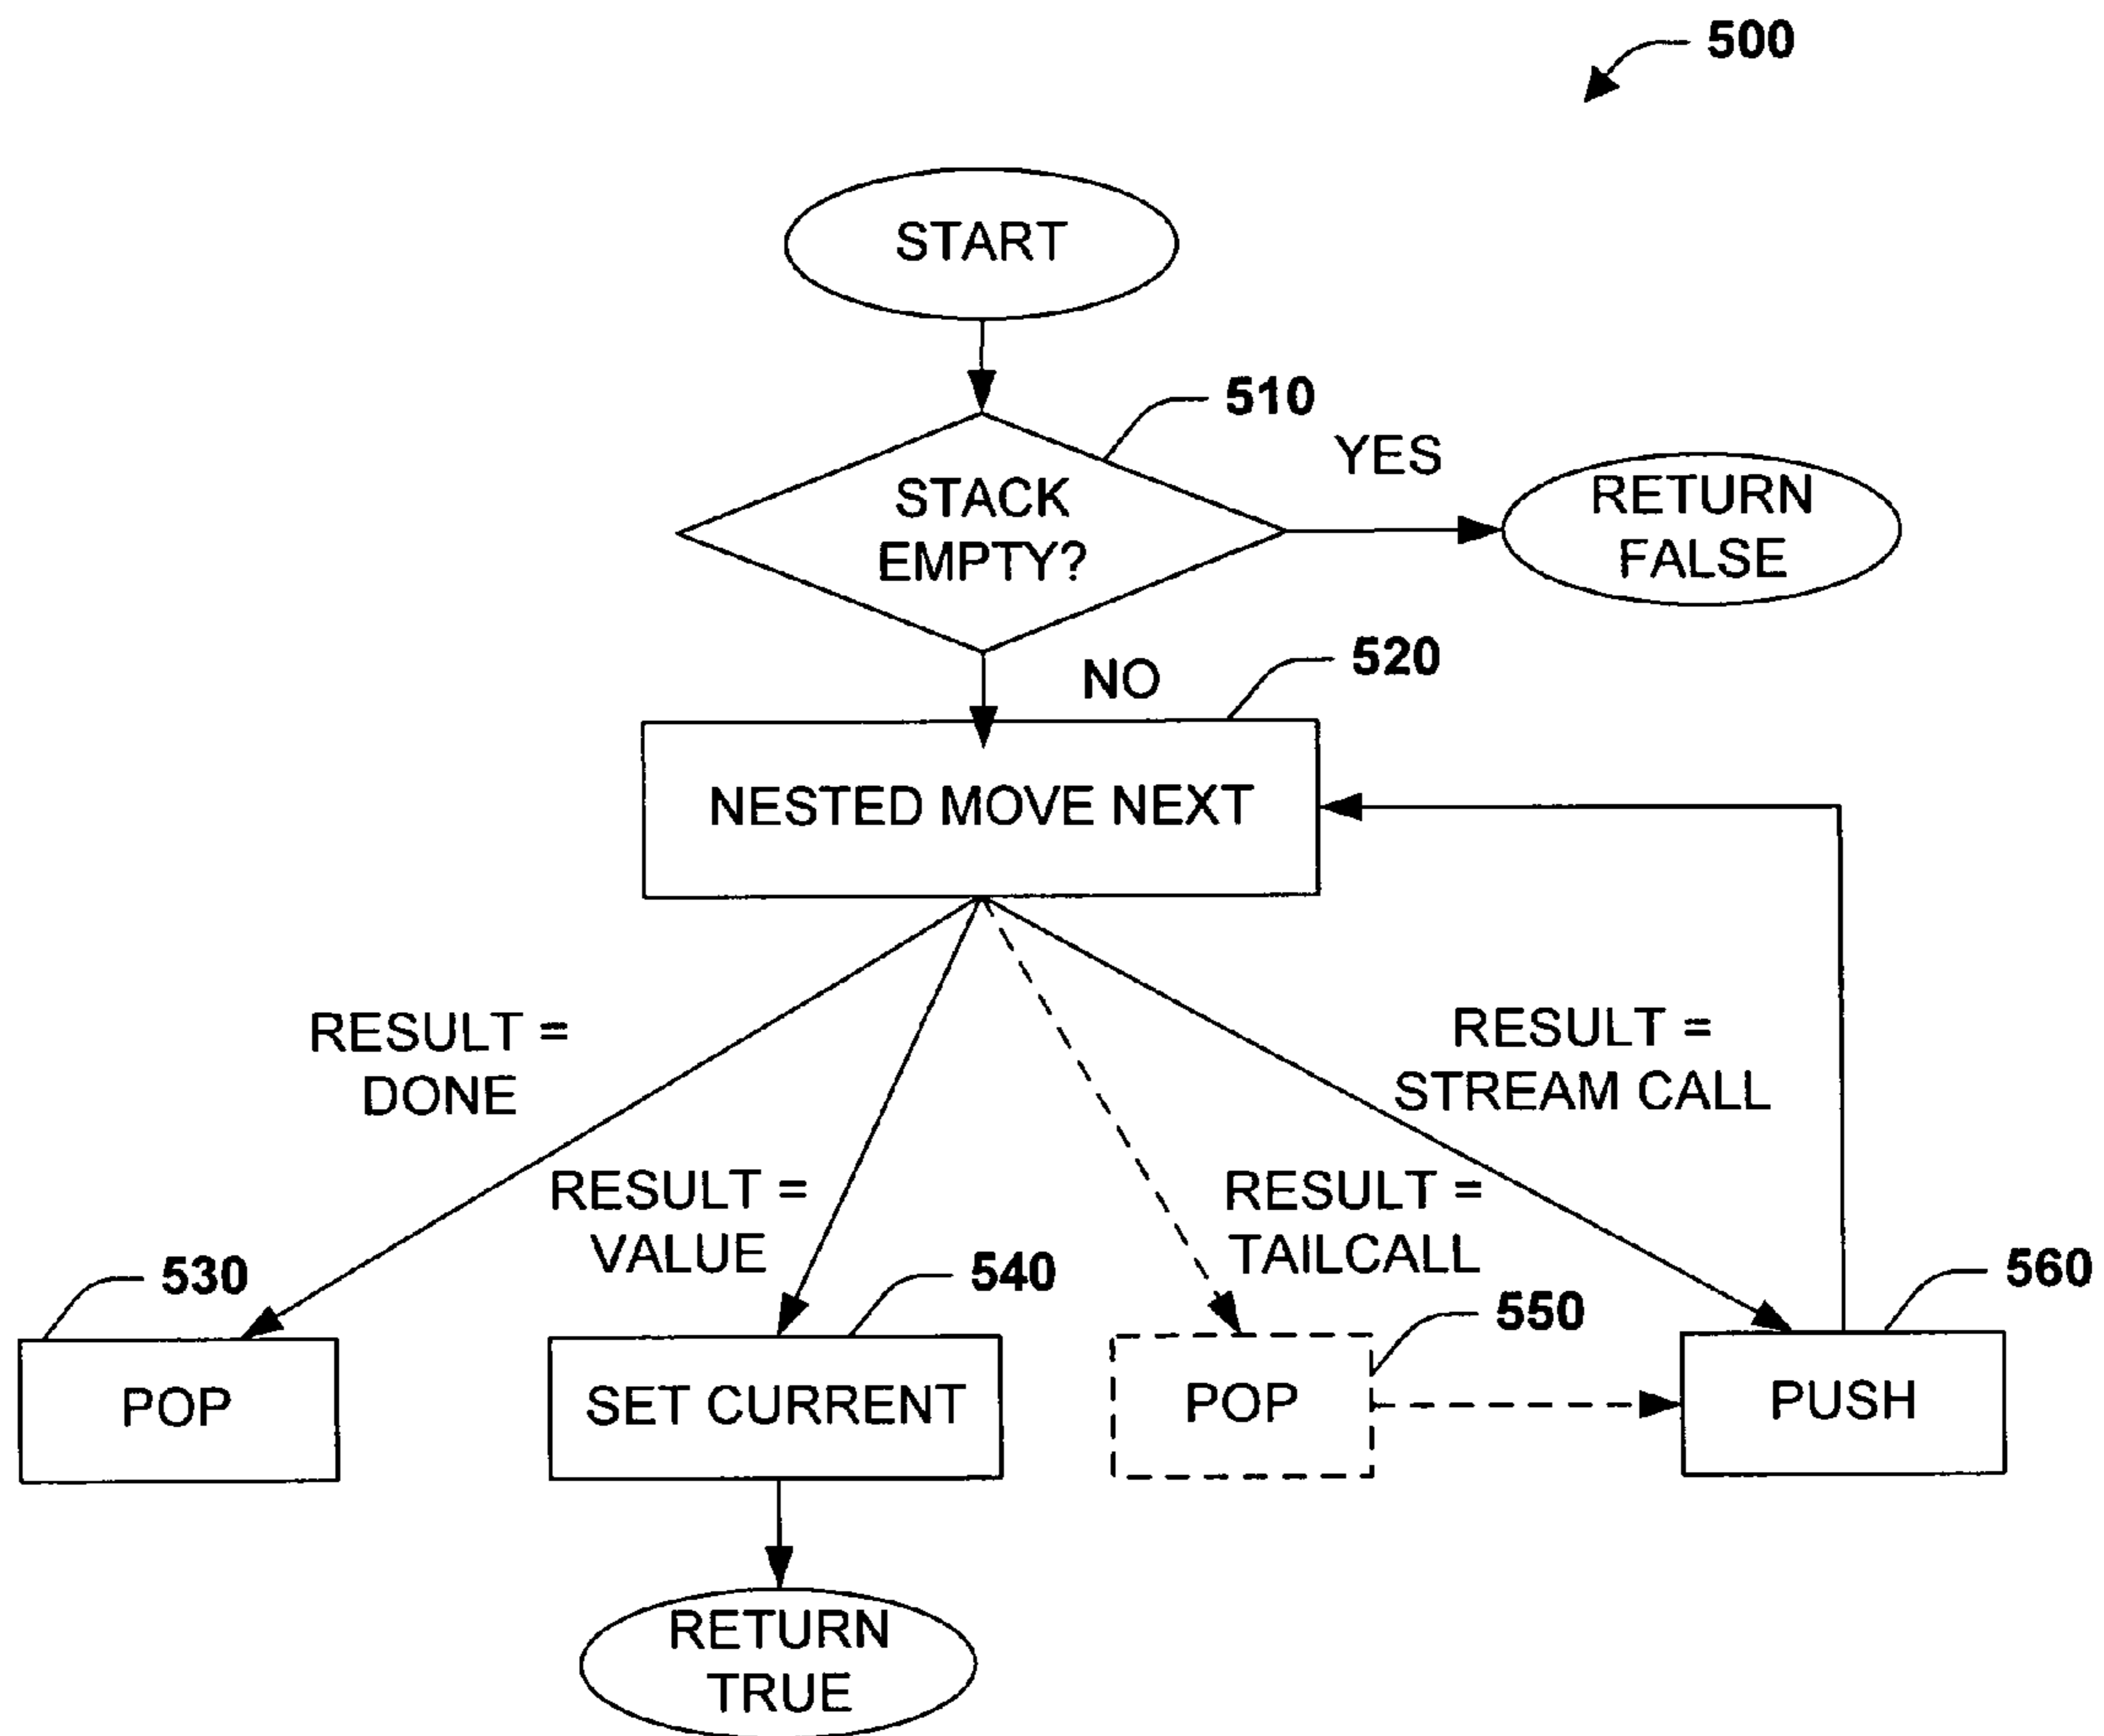 500
START
510
YES
STACK
EMPTY?
RETURN
FALSE
NO
520
NESTED MOVE NEXT
RESULT =
DONE
RESULT =
STREAM CALL
RESULT =
VALUE
RESULT =
TAILCALL
530
540
550
560
POP
SET CURRENT
POP
PUSH
RETURN
TRUE